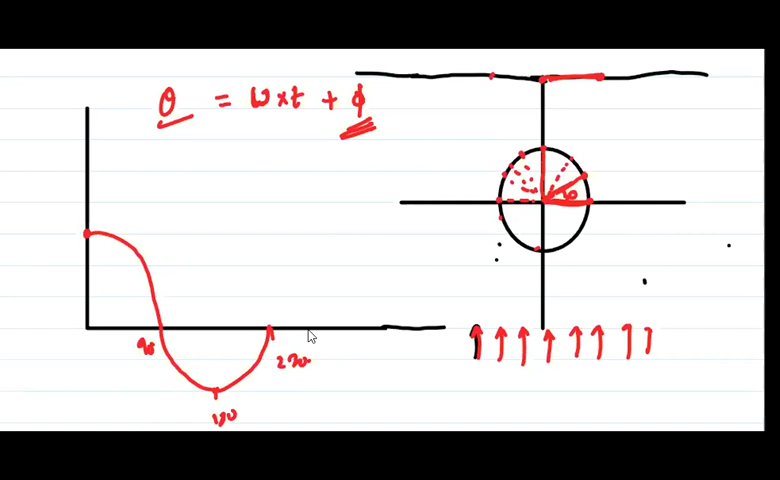 θ = ω×t + ϕ
θ
90
270
180